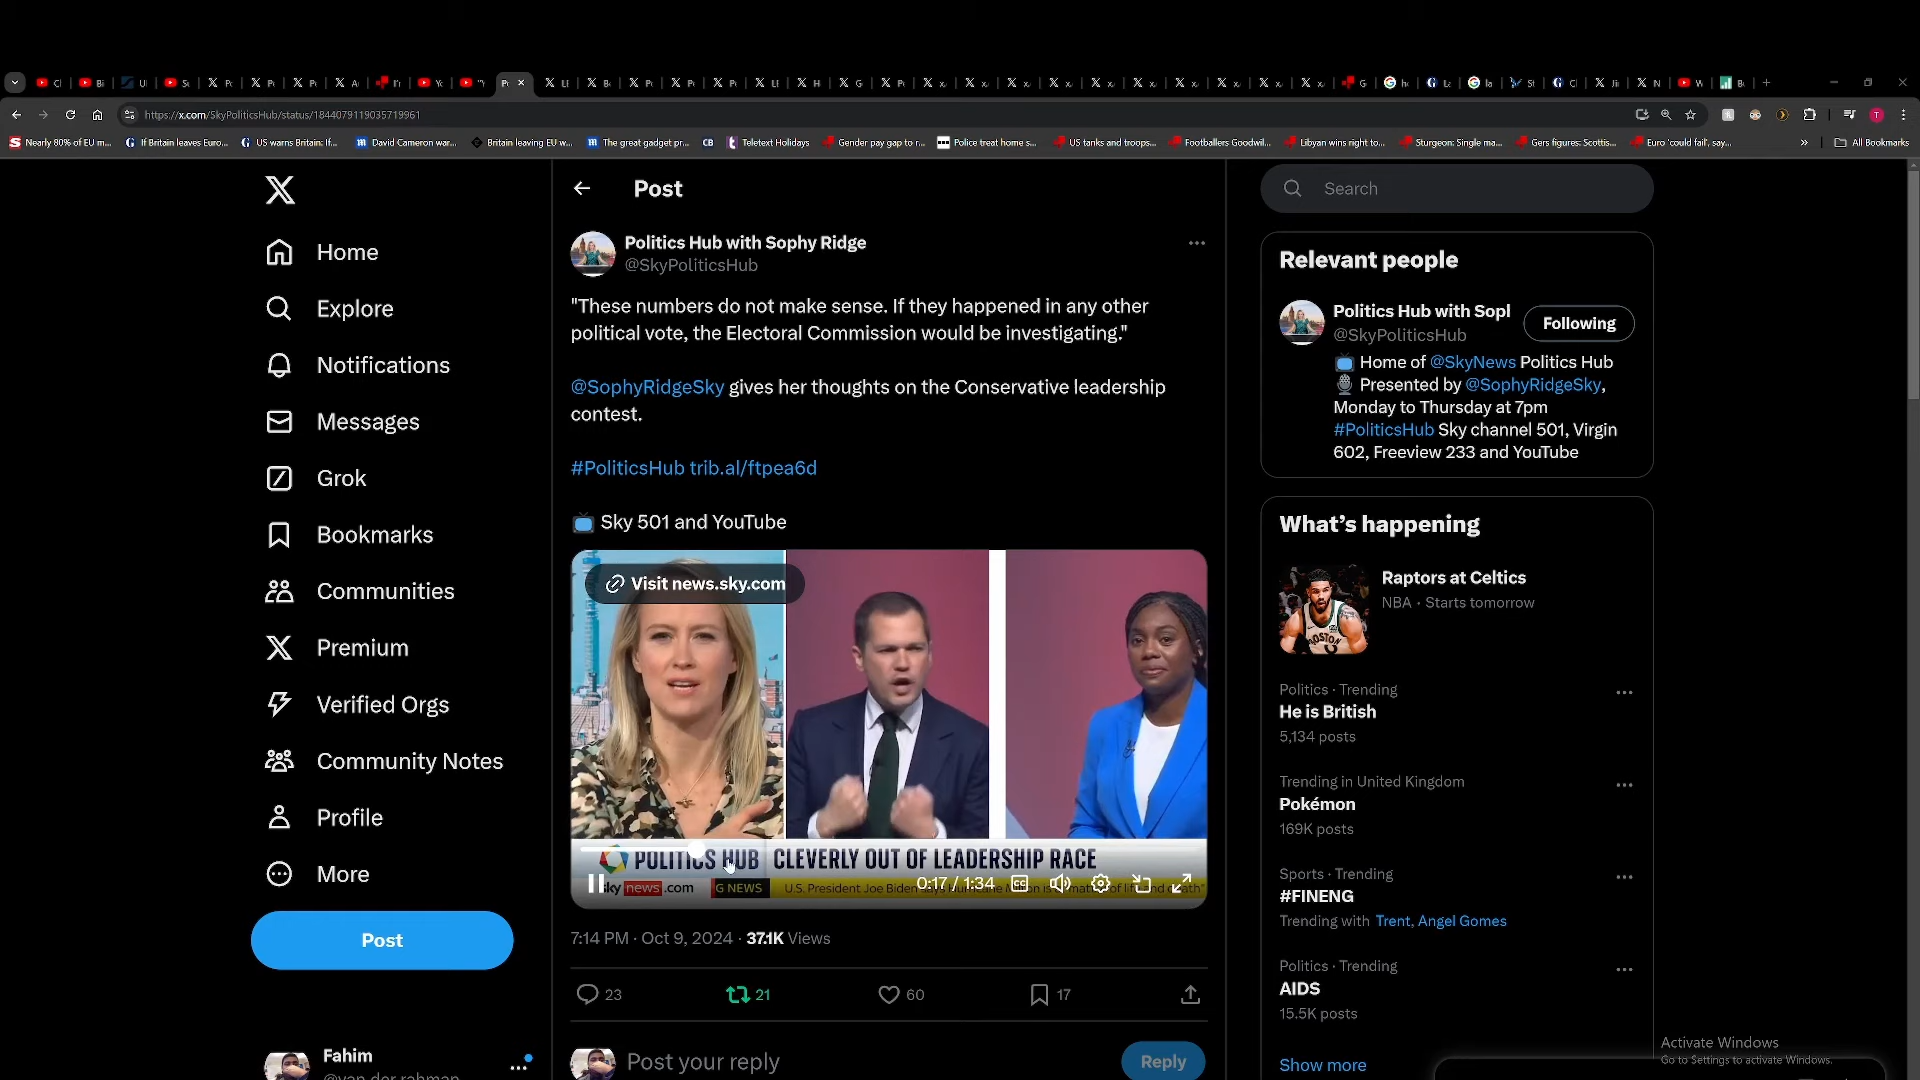 https://x.com/SkyPoliticsHub/status/1844079119035719961
Nearly 80% of EU m...
If Britain leaves Euro...
US warns Britain: If...
David Cameron war...
Britain leaving EU w...
The great gadget pr...
CB
Teletext Holidays
Gender pay gap to r...
Police treat home s...
US tanks and troops...
Footballers Goodwil...
Libyan wins right to...
Sturgeon: Single ma...
Gers figures: Scottis...
Euro 'could fail', say...
All Bookmarks
Home
Explore
Notifications
Messages
Grok
Bookmarks
Communities
Premium
Verified Orgs
Community Notes
Profile
More
Post
Fahim
Post
Politics Hub with Sophy Ridge
@SkyPoliticsHub
"These numbers do not make sense. If they happened in any other
political vote, the Electoral Commission would be investigating."
@SophyRidgeSky gives her thoughts on the Conservative leadership
contest.
#PoliticsHub trib.al/ftpea6d
Sky 501 and YouTube
Visit news.sky.com
POLITICS HUB CLEVERLY OUT OF LEADERSHIP RACE
sky news.com G NEWS U.S. President Joe Biden
0:17 / 1:34
7:14 PM · Oct 9, 2024 · 37.1K Views
23
21
60
17
Post your reply
Reply
Search
Relevant people
Politics Hub with Sopl
@SkyPoliticsHub
Following
Home of @SkyNews Politics Hub
Presented by @SophyRidgeSky,
Monday to Thursday at 7pm
#PoliticsHub Sky channel 501, Virgin
602, Freeview 233 and YouTube
What's happening
Raptors at Celtics
NBA · Starts tomorrow
BOSTON
Politics · Trending
He is British
5,134 posts
Trending in United Kingdom
Pokémon
169K posts
Sports · Trending
#FINENG
Trending with Trent, Angel Gomes
Politics · Trending
AIDS
15.5K posts
Show more
Activate Windows
Go to Settings to activate Windows.